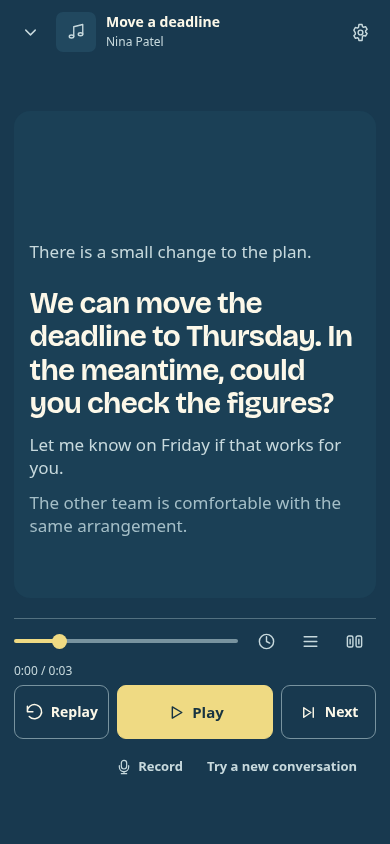 Move a deadline
Nina Patel
There is a small change to the plan.
We can move the
deadline to Thursday. In
the meantime, could
you check the figures?
Let me know on Friday if that works for
you.
The other team is comfortable with the
same arrangement.
0:00 / 0:03
Replay
Play
Next
Record
Try a new conversation